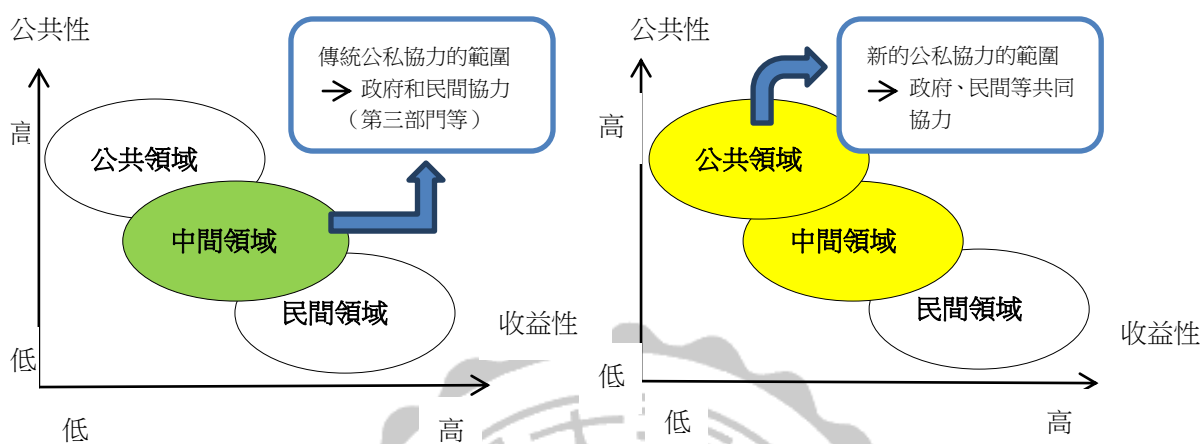 公共性
傳統公私協力的範圍
政府和民間協力
（第三部門等）
高
公共領域
中間領域
民間領域
收益性
低
低
高
公共性
新的公私協力的範圍
政府、民間等共同
協力
高
公共領域
中間領域
民間領域
收益性
低
低
高